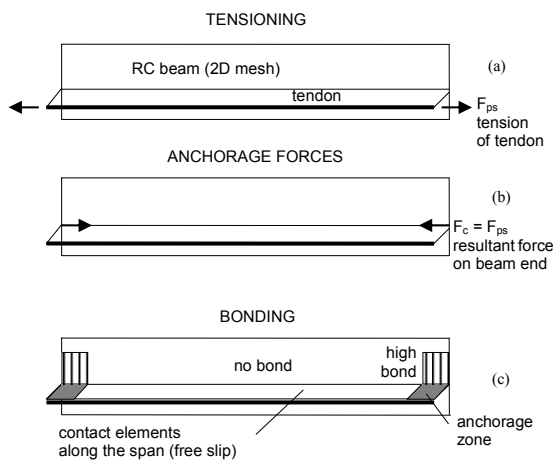 TENSIONING
RC beam (2D mesh)
(a)
tendon
Fps
tension
of tendon
ANCHORAGE FORCES
(b)
Fc = Fps
resultant force
on beam end
BONDING
no bond
high
bond
(c)
contact elements
along the span (free slip)
anchorage
zone